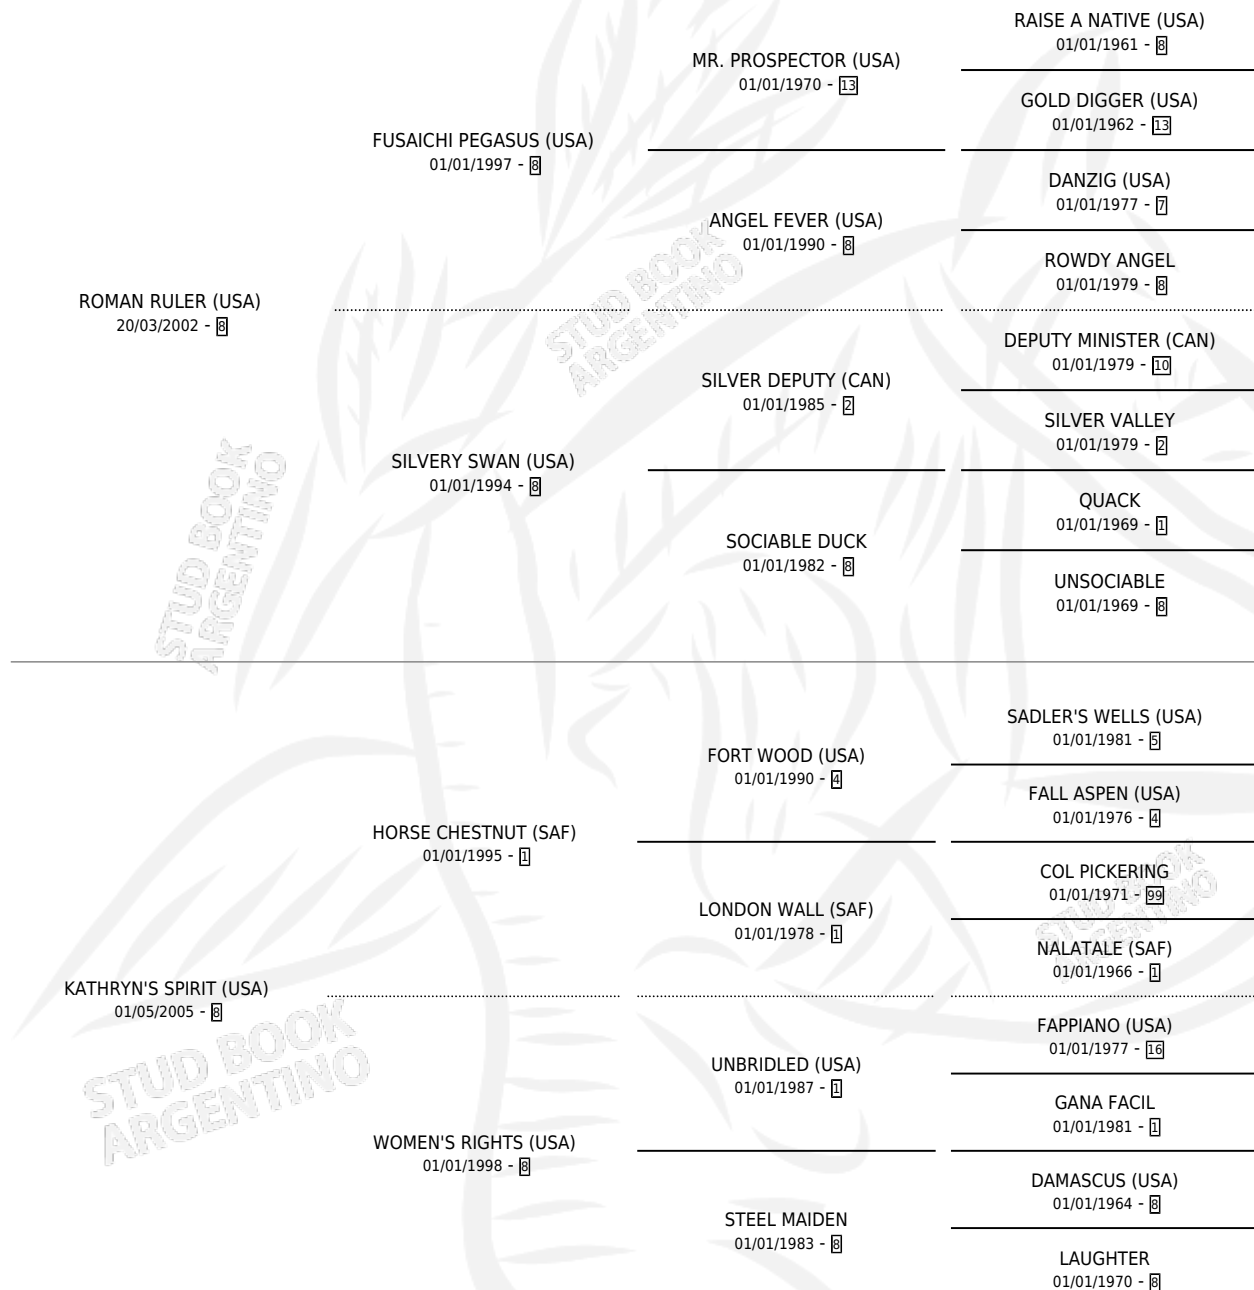 RAISE A NATIVE (USA)
01/01/1961 - 8
MR. PROSPECTOR (USA)
01/01/1970 - 13
GOLD DIGGER (USA)
01/01/1962 - 13
FUSAICHI PEGASUS (USA)
01/01/1997 - 8
DANZIG (USA)
01/01/1977 - 7
ANGEL FEVER (USA)
01/01/1990 - 8
ROWDY ANGEL
01/01/1979 - 8
ROMAN RULER (USA)
20/03/2002 - 8
DEPUTY MINISTER (CAN)
01/01/1979 - 10
SILVER DEPUTY (CAN)
01/01/1985 - 2
SILVER VALLEY
01/01/1979 - 2
SILVERY SWAN (USA)
01/01/1994 - 8
QUACK
01/01/1969 - 1
SOCIABLE DUCK
01/01/1982 - 8
UNSOCIABLE
01/01/1969 - 8
SADLER'S WELLS (USA)
01/01/1981 - 5
FORT WOOD (USA)
01/01/1990 - 4
FALL ASPEN (USA)
01/01/1976 - 4
HORSE CHESTNUT (SAF)
01/01/1995 - 1
COL PICKERING
01/01/1971 - 99
LONDON WALL (SAF)
01/01/1978 - 1
NALATALE (SAF)
01/01/1966 - 1
KATHRYN'S SPIRIT (USA)
01/05/2005 - 8
FAPPIANO (USA)
01/01/1977 - 16
UNBRIDLED (USA)
01/01/1987 - 1
GANA FACIL
01/01/1981 - 1
WOMEN'S RIGHTS (USA)
01/01/1998 - 8
DAMASCUS (USA)
01/01/1964 - 8
STEEL MAIDEN
01/01/1983 - 8
LAUGHTER
01/01/1970 - 8
STUD BOOK
ARGENTINO
STUD BOOK
ARGENTINO
STUD BOOK
ARGENTINO
STUD BOOK
ARGENTINO